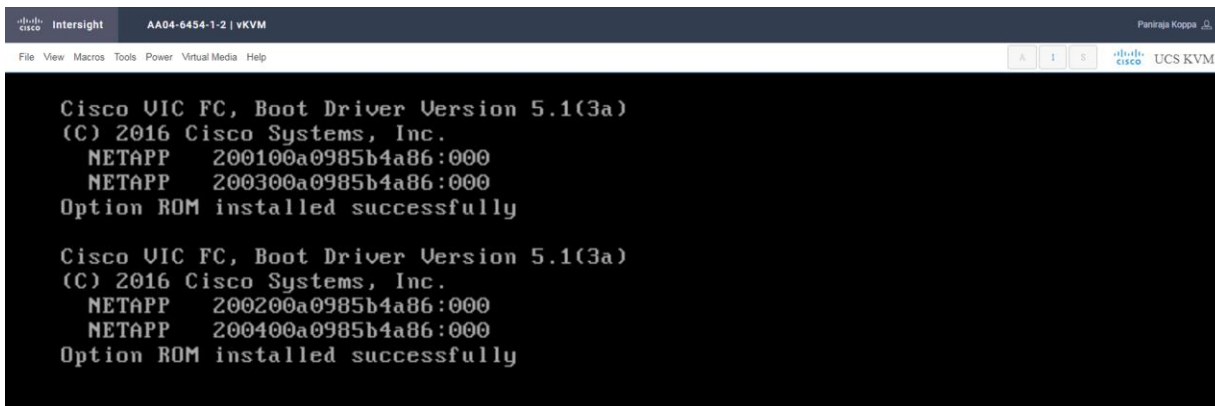 cisco Intersight AA04-6454-1-2 | vKVM Paniraja Koppa
File View Macros Tools Power Virtual Media Help A 1 S cisco UCS KVM
Cisco VIC FC, Boot Driver Version 5.1(3a)
(C) 2016 Cisco Systems, Inc.
NETAPP 200100a0985b4a86:000
NETAPP 200300a0985b4a86:000
Option ROM installed successfully
Cisco VIC FC, Boot Driver Version 5.1(3a)
(C) 2016 Cisco Systems, Inc.
NETAPP 200200a0985b4a86:000
NETAPP 200400a0985b4a86:000
Option ROM installed successfully